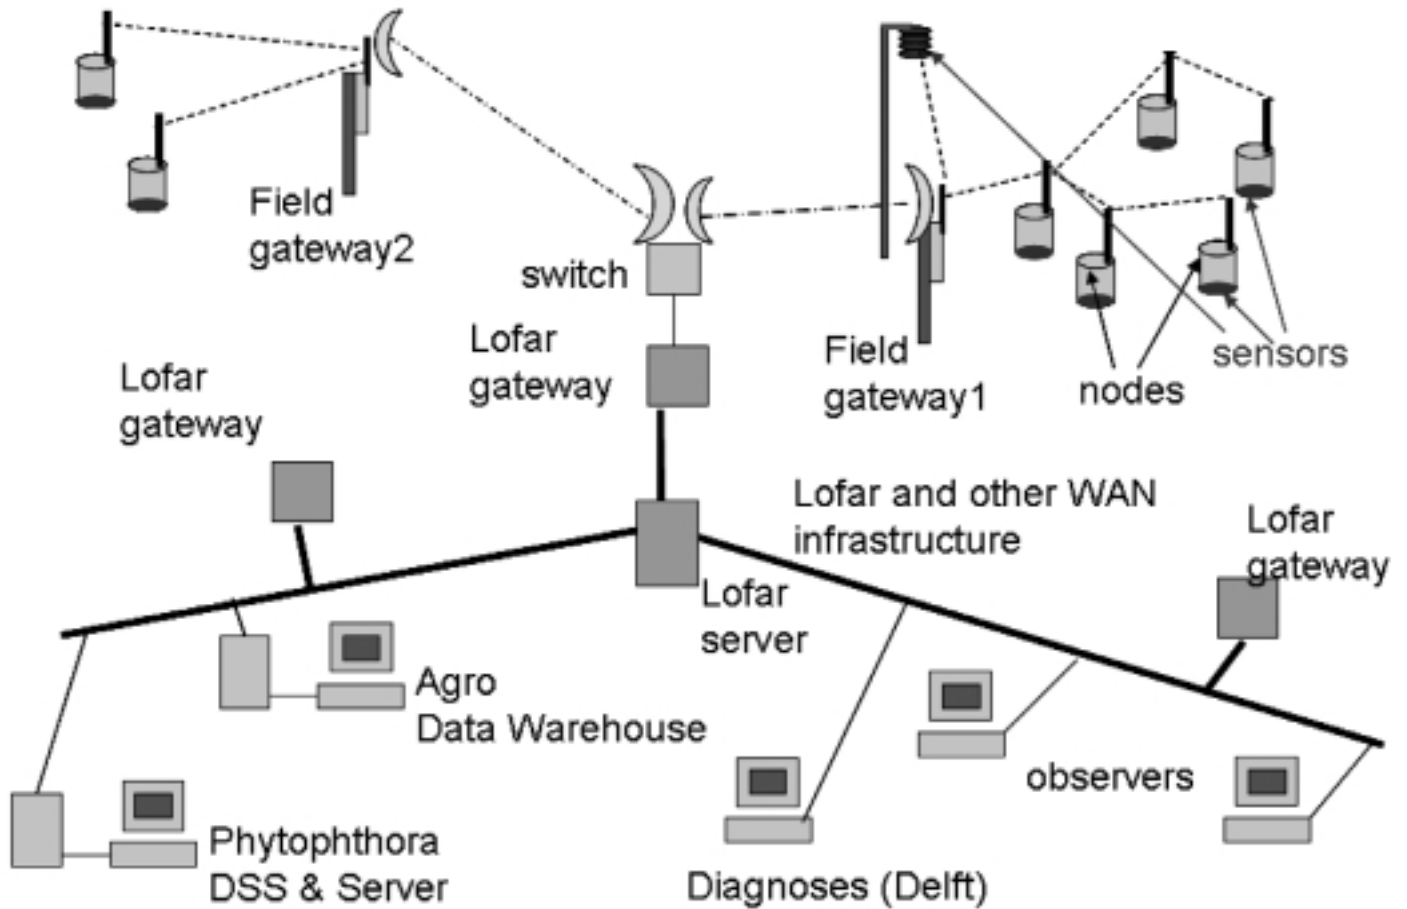 Field
gateway2
switch
Lofar
gateway
Field
gateway1
sensors
nodes
Lofar
gateway
Lofar and other WAN
infrastructure
Lofar
gateway
Lofar
server
Agro
Data Warehouse
observers
Phytophthora
DSS & Server
Diagnoses (Delft)